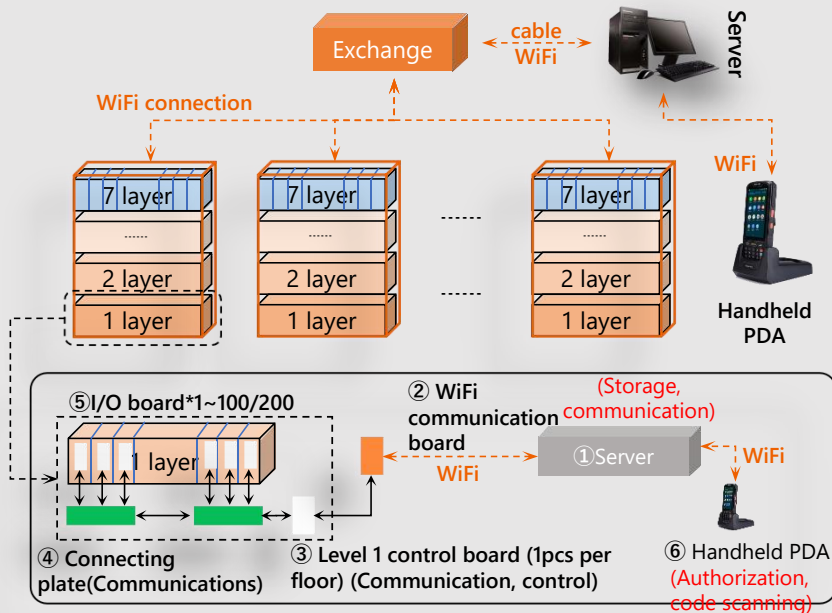 Exchange
cable
WiFi
Server
WiFi connection
WiFi
7 layer
......
2 layer
1 layer
7 layer
......
2 layer
1 layer
7 layer
......
2 layer
1 layer
Handheld
PDA
⑤I/O board*1~100/200
1 layer
② WiFi
communication
board
(Storage,
communication)
WiFi
①Server
WiFi
④ Connecting
plate(Communications)
③ Level 1 control board (1pcs per
floor) (Communication, control)
⑥ Handheld PDA
(Authorization,
code scanning)